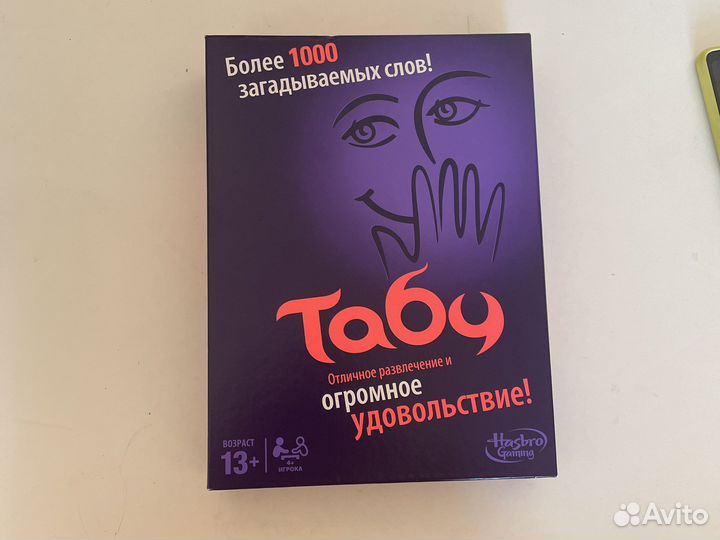 Более 1000
загадываемых слов!
Табу
Отличное развлечение и
огромное
удовольствие!
ВОЗРАСТ
13+
4+
ИГРОКА
Hasbro
Gaming
Avito